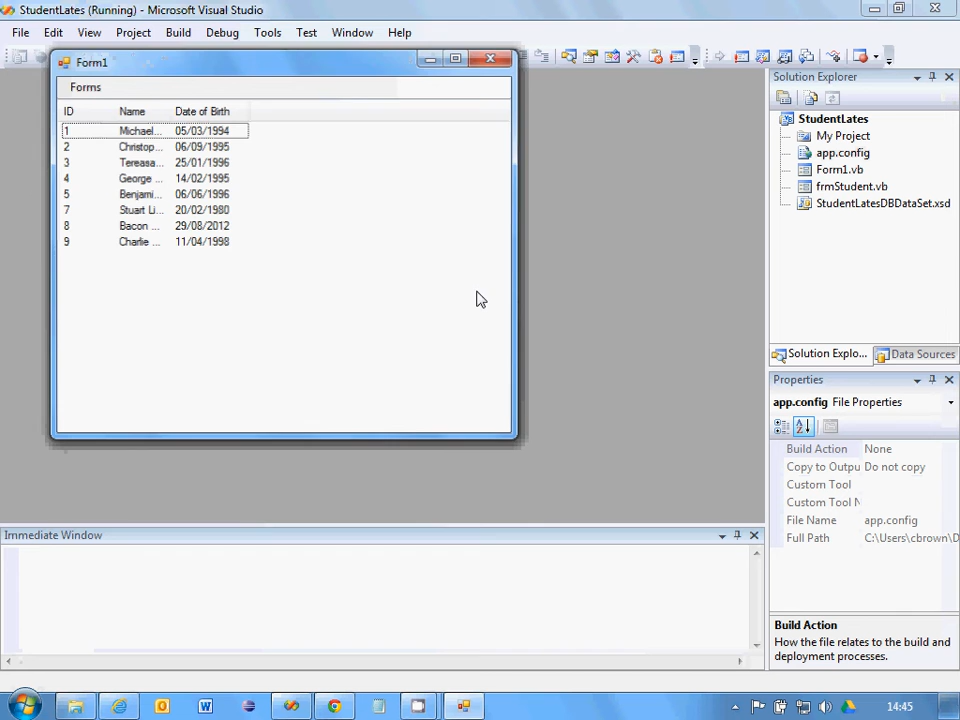 StudentLates (Running) - Microsoft Visual Studio
File Edit View Project Build Debug Tools Test Window Help
Form1
Forms
ID Name Date of Birth
1 Michael... 05/03/1994
2 Christop... 06/09/1995
3 Tereasa... 25/01/1996
4 George ... 14/02/1995
5 Benjami... 06/06/1996
7 Stuart Li... 20/02/1980
8 Bacon ... 29/08/2012
9 Charlie ... 11/04/1998
Solution Explorer
StudentLates
My Project
app.config
Form1.vb
frmStudent.vb
StudentLatesDBDataSet.xsd
Solution Explo... Data Sources
Properties
app.config File Properties
Build Action None
Copy to Outpu Do not copy
Custom Tool
Custom Tool N
File Name app.config
Full Path C:\Users\cbrown\D
Build Action
How the file relates to the build and
deployment processes.
Immediate Window
14:45